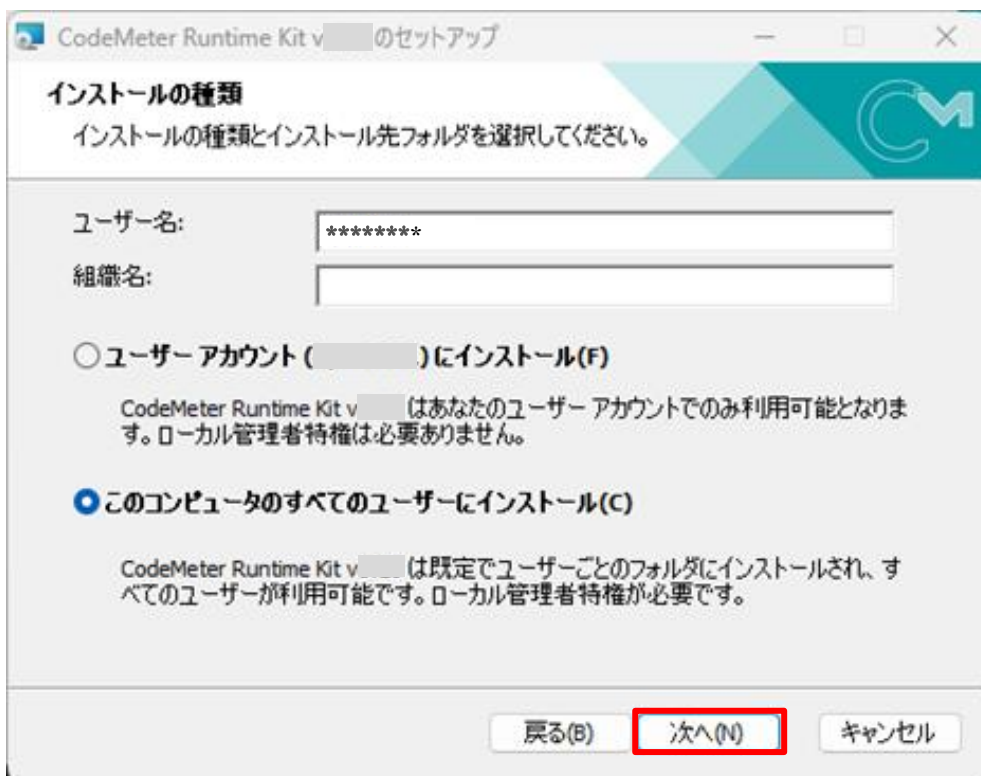 CodeMeter Runtime Kit v のセットアップ
インストールの種類
インストールの種類とインストール先フォルダを選択してください。
ユーザー名:
********
組織名:
ユーザー アカウント ( ) にインストール(F)
CodeMeter Runtime Kit v はあなたのユーザー アカウントでのみ利用可能となりま
す。ローカル管理者特権は必要ありません。
このコンピュータのすべてのユーザーにインストール(C)
CodeMeter Runtime Kit v は既定でユーザーごとのフォルダにインストールされ、す
べてのユーザーが利用可能です。ローカル管理者特権が必要です。
戻る(B) 次へ(N) キャンセル